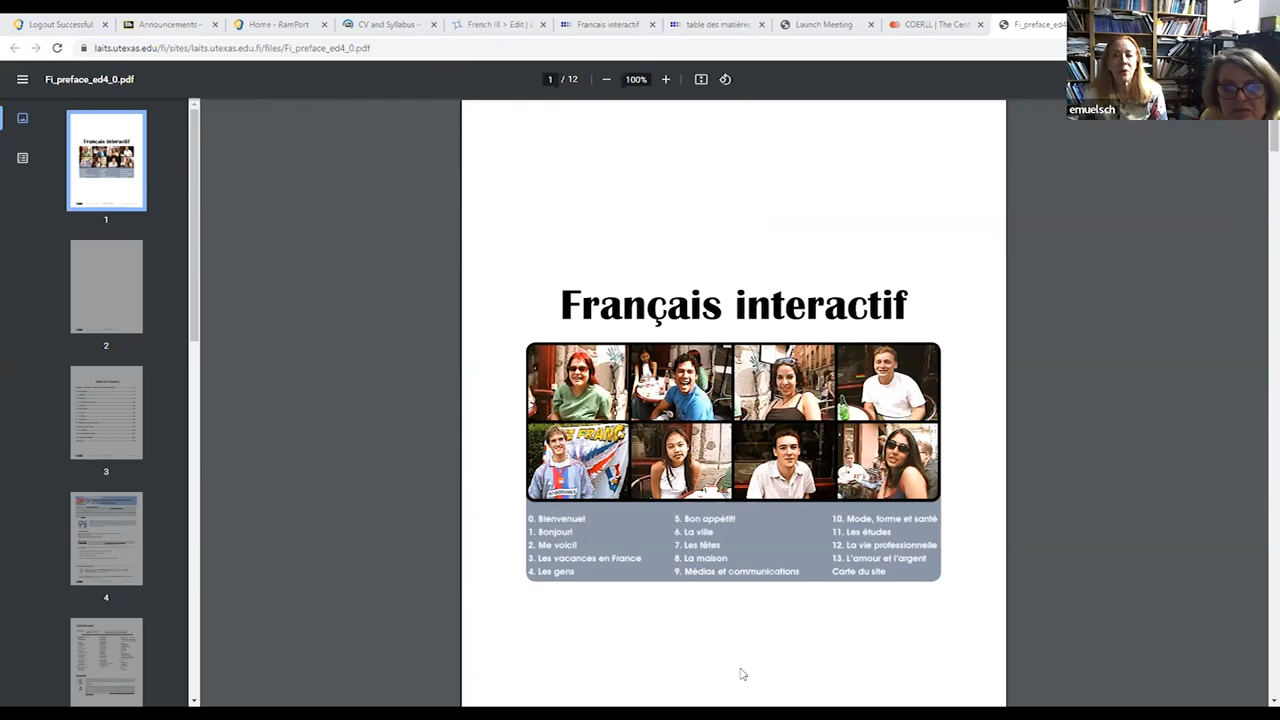 Logout Successful
Announcements -
Home - RamPort
CV and Syllabus -
French III > Edit | C
Francais interactif
table des matières
Launch Meeting -
COERLL | The Cent
Fi_preface_ed4
laits.utexas.edu/fi/sites/laits.utexas.edu.fi/files/Fi_preface_ed4_0.pdf
Fi_preface_ed4_0.pdf
1 / 12
100%
emuelsch
Français interactif
1
2
Table of Contents
3
4
Français interactif
0. Bienvenue!
1. Bonjour!
2. Me voici!
3. Les vacances en France
4. Les gens
5. Bon appétit!
6. La ville
7. Les fêtes
8. La maison
9. Médias et communications
10. Mode, forme et santé
11. Les études
12. La vie professionnelle
13. L'amour et l'argent
Carte du site